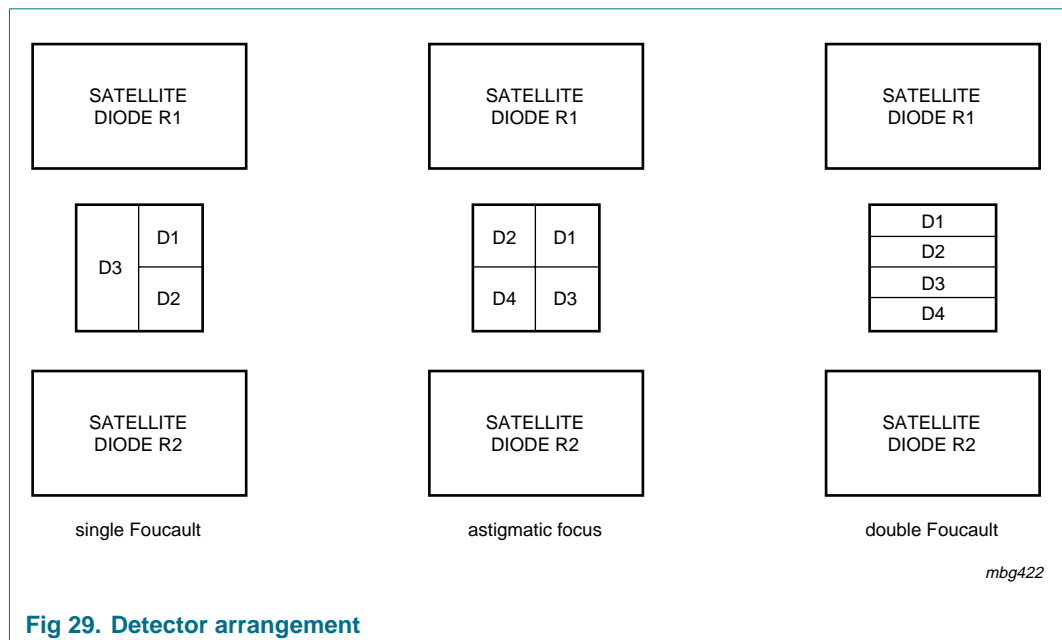 SATELLITE
DIODE R1
SATELLITE
DIODE R1
SATELLITE
DIODE R1
D3
D1
D2
D2 D1
D4 D3
D1
D2
D3
D4
SATELLITE
DIODE R2
SATELLITE
DIODE R2
SATELLITE
DIODE R2
single Foucault
astigmatic focus
double Foucault
mbg422
Fig 29. Detector arrangement